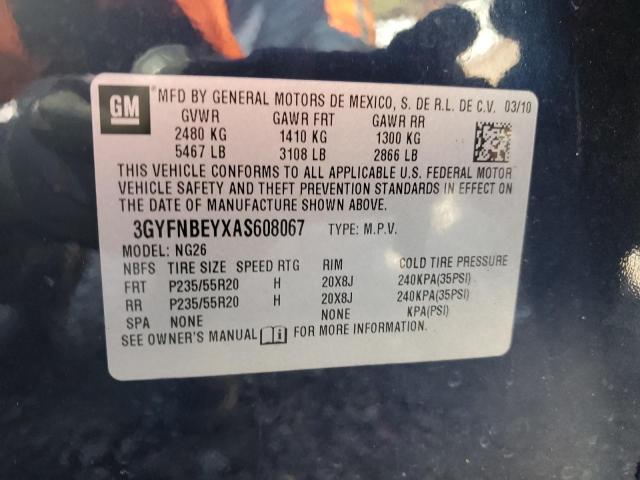 GM
MFD BY GENERAL MOTORS DE MEXICO, S. DE R.L. DE C.V. 03/10
GVWR GAWR FRT GAWR RR
2480 KG 1410 KG 1300 KG
5467 LB 3108 LB 2866 LB
THIS VEHICLE CONFORMS TO ALL APPLICABLE U.S. FEDERAL MOTOR
VEHICLE SAFETY AND THEFT PREVENTION STANDARDS IN EFFECT ON
THE DATE OF MANUFACTURE SHOWN ABOVE.
3GYFNBEYXAS608067 TYPE: M.P.V.
MODEL: NG26
NBFS TIRE SIZE SPEED RTG RIM COLD TIRE PRESSURE
FRT P235/55R20 H 20X8J 240KPA(35PSI)
RR P235/55R20 H 20X8J 240KPA(35PSI)
SPA NONE NONE KPA(PSI)
SEE OWNER'S MANUAL FOR MORE INFORMATION.